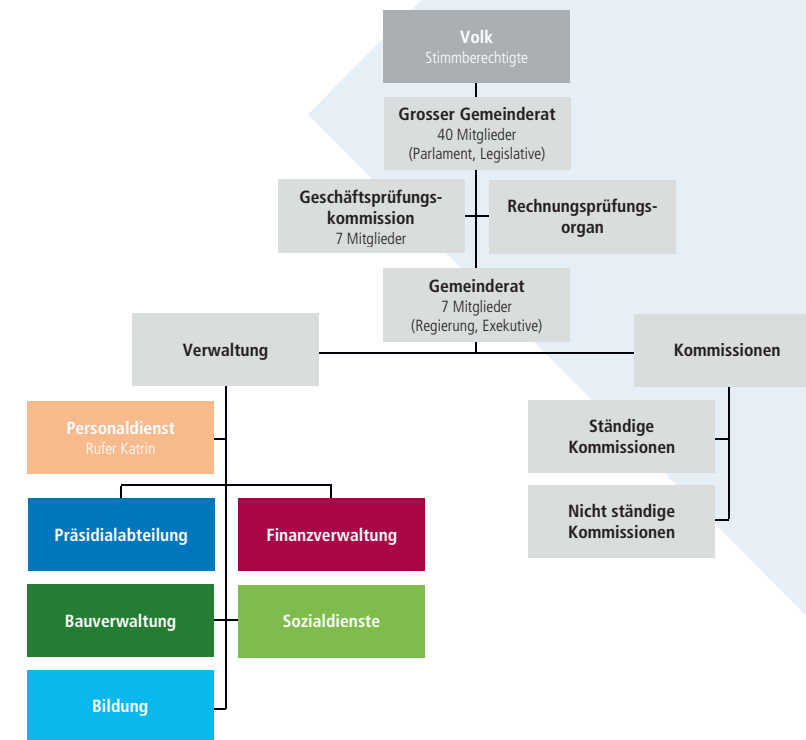 Volk
Stimmberechtigte
Grosser Gemeinderat
40 Mitglieder
(Parlament, Legislative)
Geschäftsprüfungs-
kommission
7 Mitglieder
Rechnungsprüfungs-
organ
Gemeinderat
7 Mitglieder
(Regierung, Exekutive)
Verwaltung
Kommissionen
Personaldienst
Rufer Katrin
Ständige
Kommissionen
Präsidialabteilung
Finanzverwaltung
Nicht ständige
Kommissionen
Bauverwaltung
Sozialdienste
Bildung